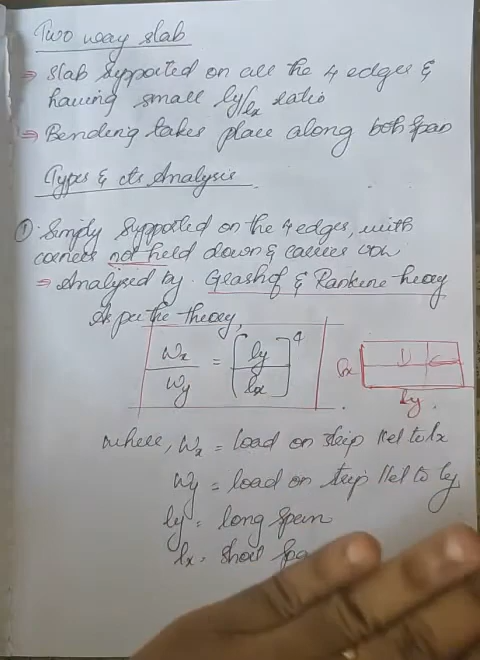 Two way slab
⇒ Slab supported on all the 4 edges &
having small ly/lx ratio
⇒ Bending takes place along both span
Types & its Analysis
① Simply supported on the 4 edges, with
corners not held down & carries UDL
⇒ Analysed by Grashof & Rankine theory
As per the theory,
Wx/Wy = [ly/lx]^4
lx
ly
where, Wx = load on strip llel to lx
Wy = load on strip llel to ly
ly = long span
lx = short Spa